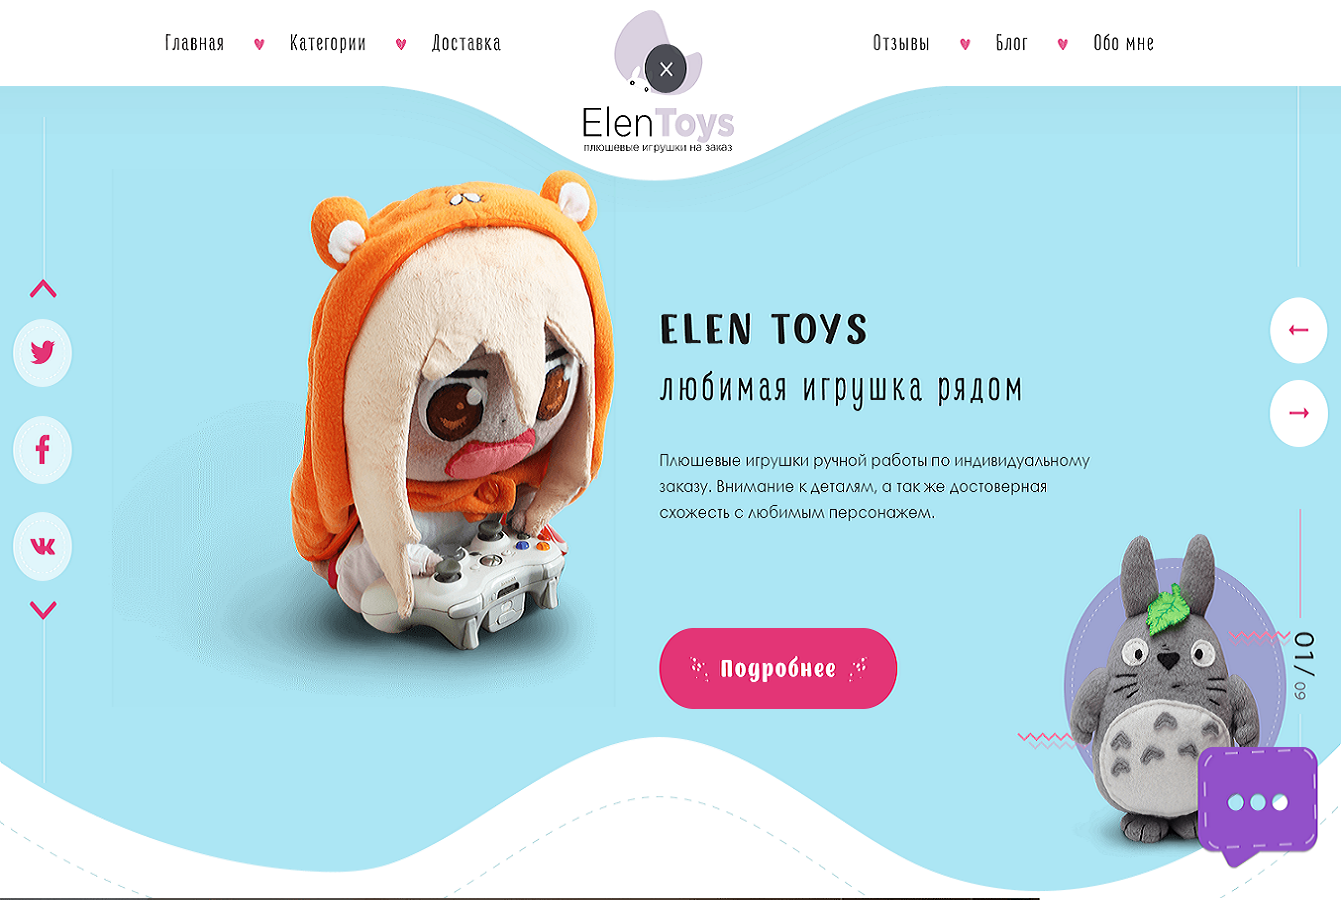 Главная
Категории
Доставка
Отзывы
Блог
Обо мне
ElenToys
плюшевые игрушки на заказ
ELEN TOYS
любимая игрушка рядом
Плюшевые игрушки ручной работы по индивидуальному
заказу. Внимание к деталям, а так же достоверная
схожесть с любимым персонажем.
Подробнее
01/09